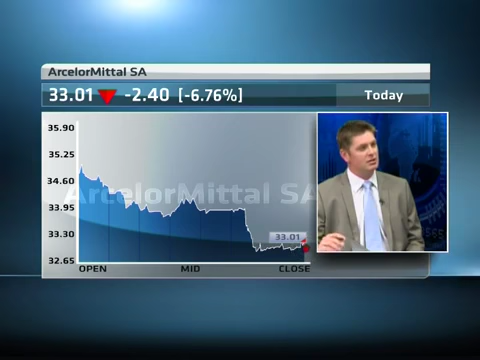 ArcelorMittal SA
33.01 -2.40 [-6.76%] Today
35.90
35.25
34.60
33.95
33.30
32.65
ArcelorMittal SA
33.01
OPEN MID CLOSE